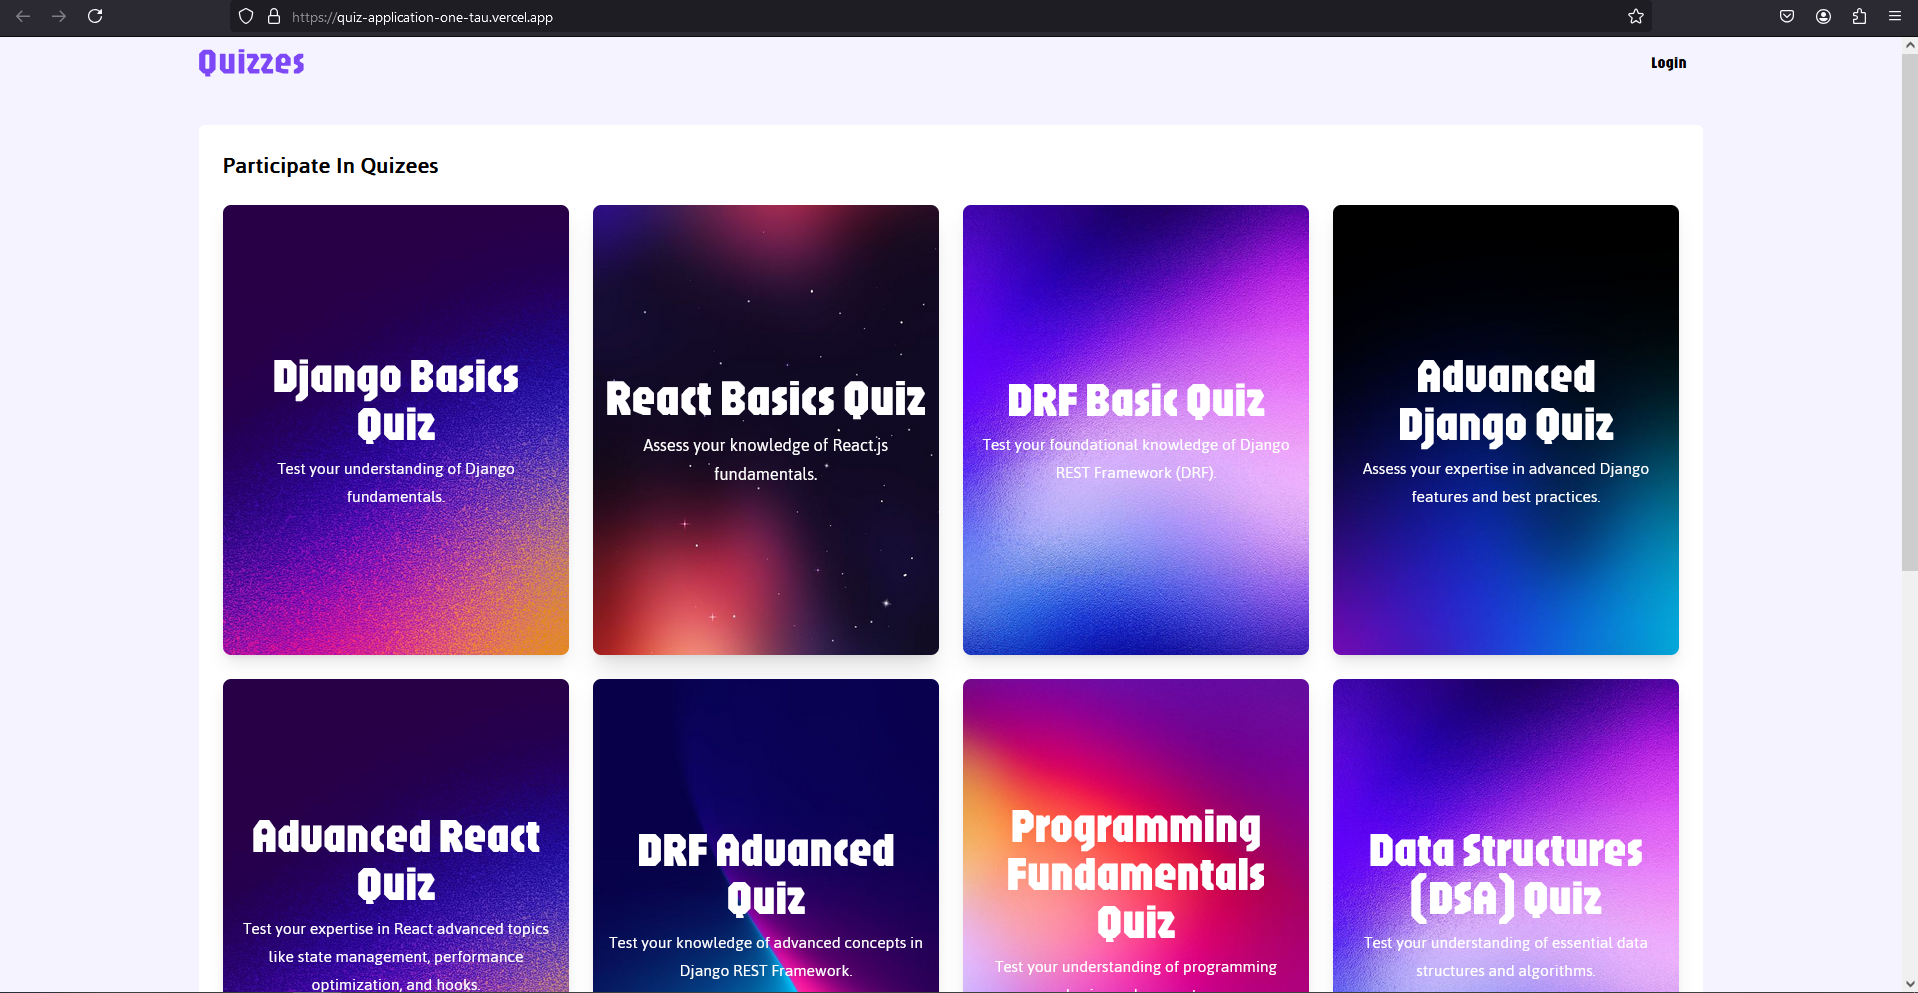 https://quiz-application-one-tau.vercel.app
Quizzes
Login
Participate In Quizees
Django Basics
Quiz
Test your understanding of Django
fundamentals.
React Basics Quiz
Assess your knowledge of React.js
fundamentals.
DRF Basic Quiz
Test your foundational knowledge of Django
REST Framework (DRF).
Advanced
Django Quiz
Assess your expertise in advanced Django
features and best practices.
Advanced React
Quiz
Test your expertise in React advanced topics
like state management, performance
optimization, and hooks.
DRF Advanced
Quiz
Test your knowledge of advanced concepts in
Django REST Framework.
Programming
Fundamentals
Quiz
Test your understanding of programming
Data Structures
(DSA) Quiz
Test your understanding of essential data
structures and algorithms.